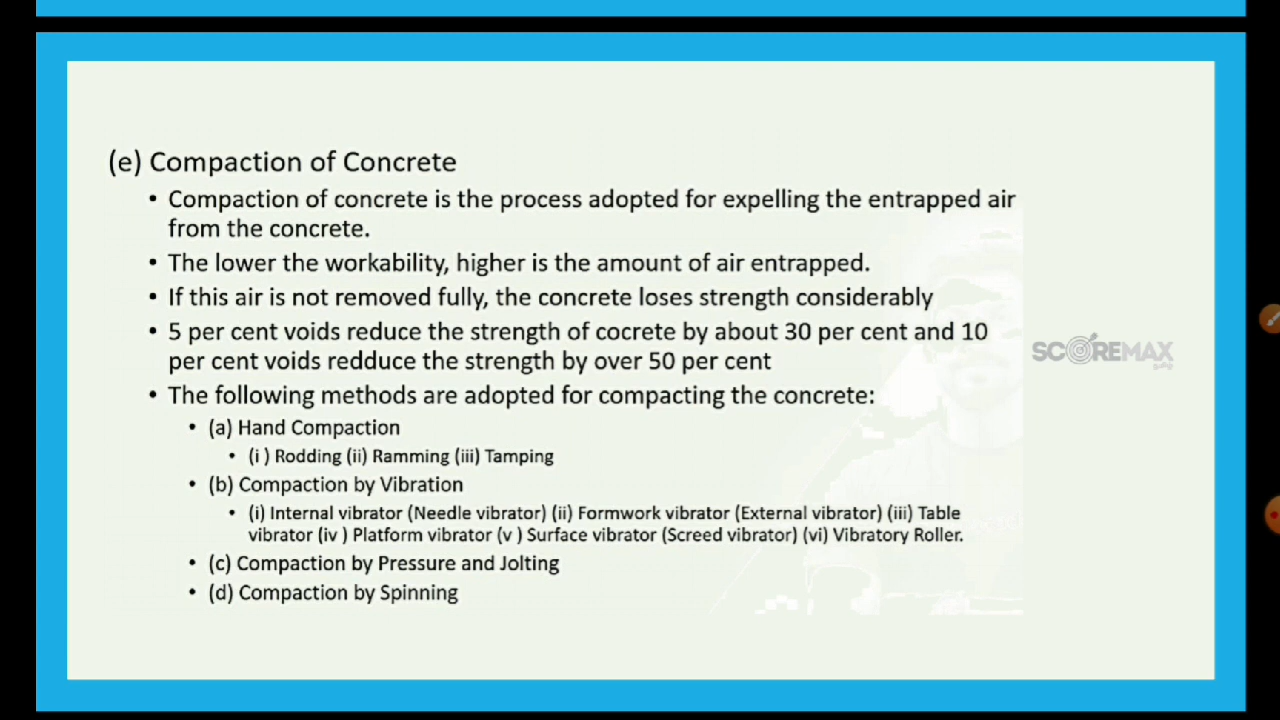 (e) Compaction of Concrete
• Compaction of concrete is the process adopted for expelling the entrapped air
from the concrete.
• The lower the workability, higher is the amount of air entrapped.
• If this air is not removed fully, the concrete loses strength considerably
• 5 per cent voids reduce the strength of cocrete by about 30 per cent and 10
per cent voids redduce the strength by over 50 per cent
SCOREMAX
• The following methods are adopted for compacting the concrete:
• (a) Hand Compaction
• (i ) Rodding (ii) Ramming (iii) Tamping
• (b) Compaction by Vibration
• (i) Internal vibrator (Needle vibrator) (ii) Formwork vibrator (External vibrator) (iii) Table
vibrator (iv ) Platform vibrator (v ) Surface vibrator (Screed vibrator) (vi) Vibratory Roller.
• (c) Compaction by Pressure and Jolting
• (d) Compaction by Spinning